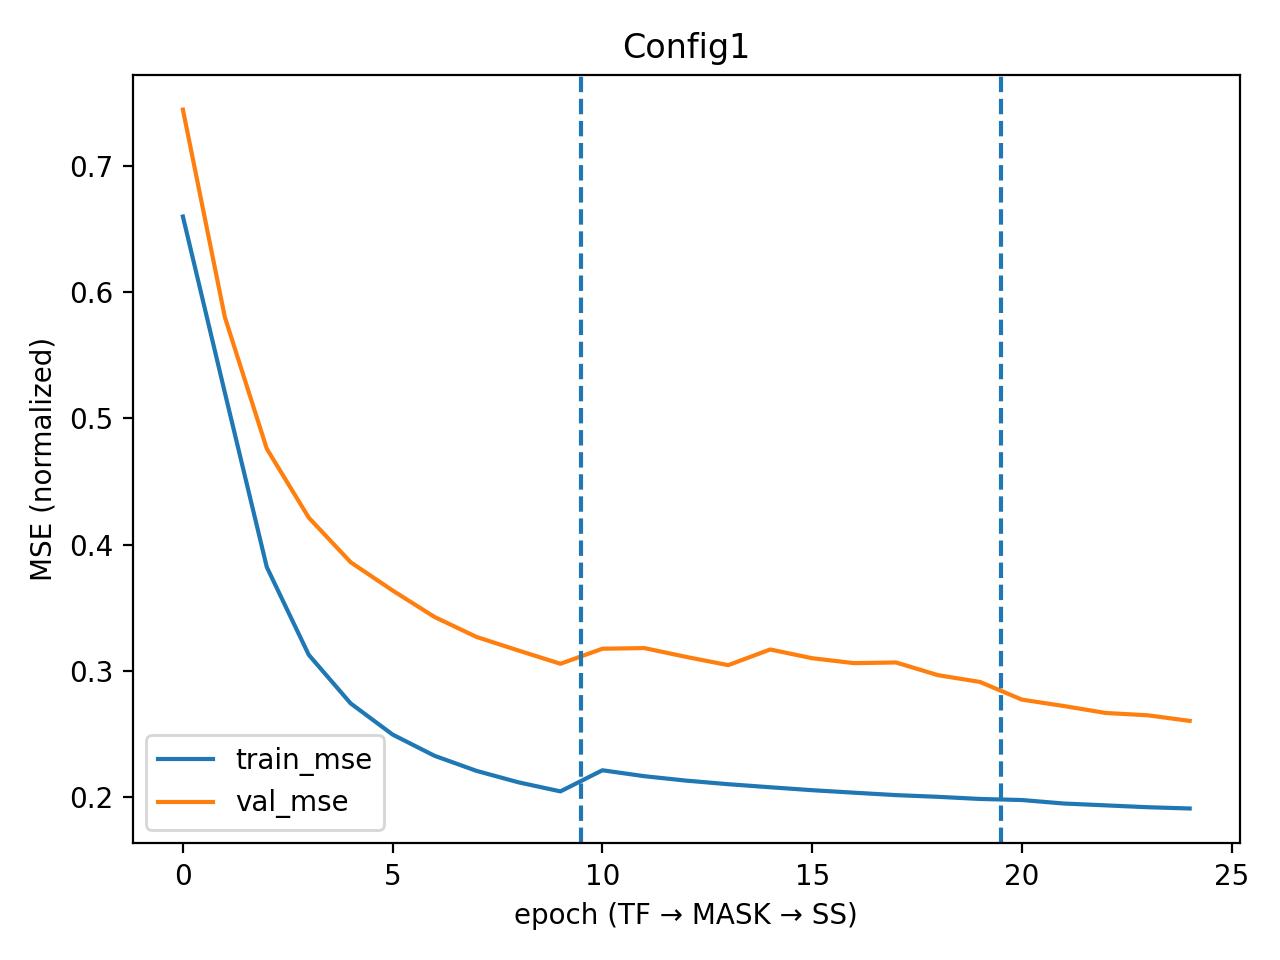 Config1
MSE (normalized)
0.7
0.6
0.5
0.4
0.3
0.2
train_mse
val_mse
0 5 10 15 20 25
epoch (TF → MASK → SS)